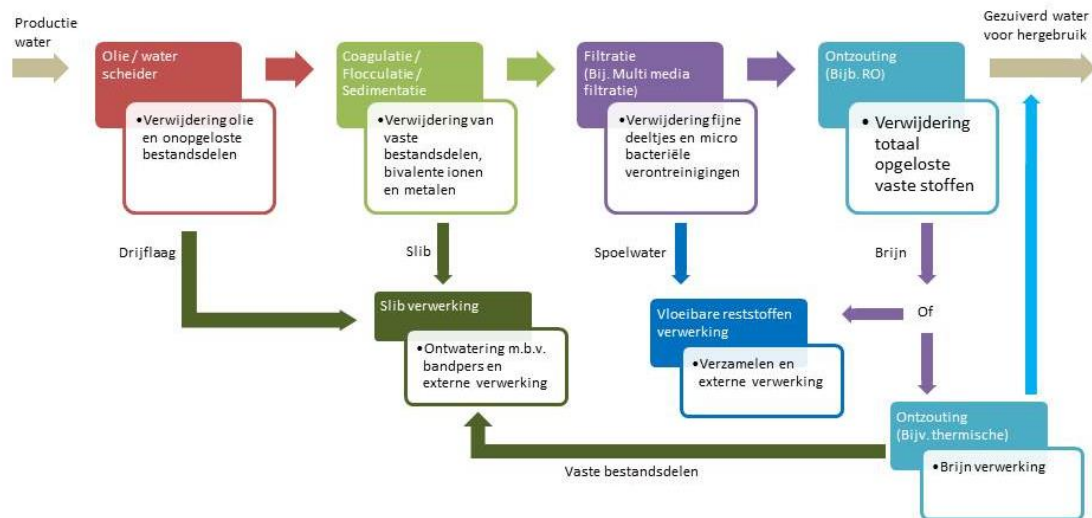 Productie
water
Gezuiverd water
voor hergebruik
Olie / water
scheider
•Verwijdering olie
en onopgeloste
bestandsdelen
Coagulatie /
Flocculatie /
Sedimentatie
•Verwijdering van
vaste
bestandsdelen,
bivalente ionen
en metalen
Filtratie
(Bij. Multi media
filtratie)
•Verwijdering fijne
deeltjes en micro
bacteriële
verontreinigingen
Ontzouting
(Bijb. RO)
• Verwijdering
totaal
opgeloste
vaste stoffen
Drijflaag
Slib
Spoelwater
Brijn
Slib verwerking
•Ontwatering m.b.v.
bandpers en
externe verwerking
Vloeibare reststoffen
verwerking
•Verzamelen en
externe verwerking
Of
Ontzouting
(Bijv. thermische)
•Brijn verwerking
Vaste bestandsdelen